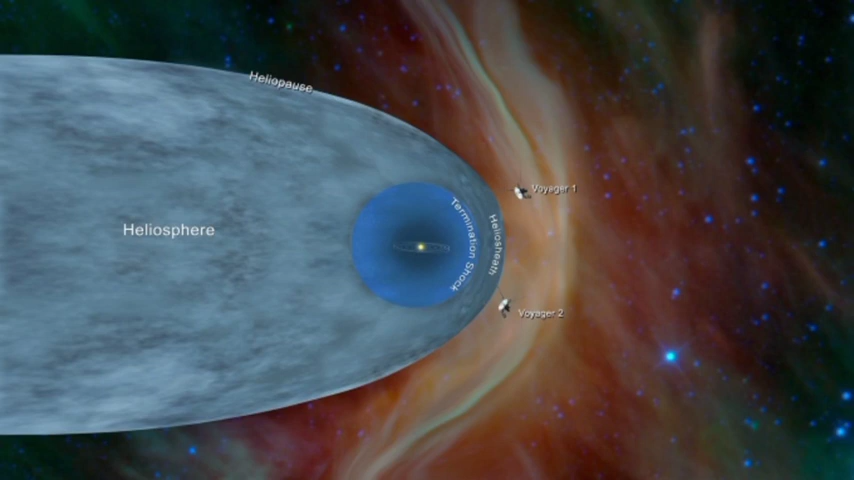 Heliopause
Voyager 1
Termination Shock
Heliosheath
Heliosphere
Voyager 2